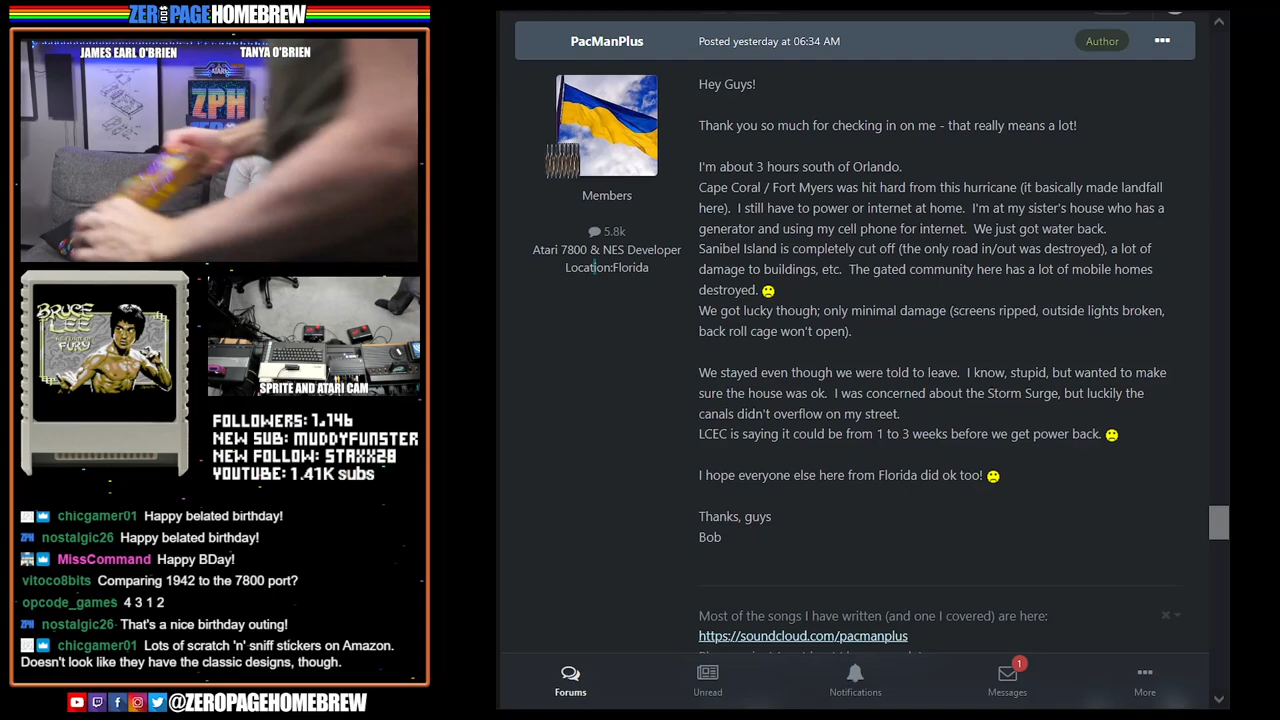 ZERO PAGE HOMEBREW
JAMES EARL O'BRIEN
TANYA O'BRIEN
ATARI
ZPH
BRUCE
LEE
FURY
SPRITE AND ATARI CAM
FOLLOWERS: 1,146
NEW SUB: MUDDYFUNSTER
NEW FOLLOW: STAXX28
YOUTUBE: 1.41K subs
chicgamer01 Happy belated birthday!
ZPH nostalgic26 Happy belated birthday!
MissCommand Happy BDay!
vitoco8bits Comparing 1942 to the 7800 port?
opcode_games 4 3 1 2
ZPH nostalgic26 That's a nice birthday outing!
chicgamer01 Lots of scratch 'n' sniff stickers on Amazon.
Doesn't look like they have the classic designs, though.
@ZEROPAGEHOMEBREW
PacManPlus
Posted yesterday at 06:34 AM
Author
Members
5.8k
Atari 7800 & NES Developer
Location:Florida
Hey Guys!
Thank you so much for checking in on me - that really means a lot!
I'm about 3 hours south of Orlando.
Cape Coral / Fort Myers was hit hard from this hurricane (it basically made landfall
here). I still have to power or internet at home. I'm at my sister's house who has a
generator and using my cell phone for internet. We just got water back.
Sanibel Island is completely cut off (the only road in/out was destroyed), a lot of
damage to buildings, etc. The gated community here has a lot of mobile homes
destroyed.
We got lucky though; only minimal damage (screens ripped, outside lights broken,
back roll cage won't open).
We stayed even though we were told to leave. I know, stupid, but wanted to make
sure the house was ok. I was concerned about the Storm Surge, but luckily the
canals didn't overflow on my street.
LCEC is saying it could be from 1 to 3 weeks before we get power back.
I hope everyone else here from Florida did ok too!
Thanks, guys
Bob
Most of the songs I have written (and one I covered) are here:
https://soundcloud.com/pacmanplus
Forums
Unread
Notifications
1
Messages
More